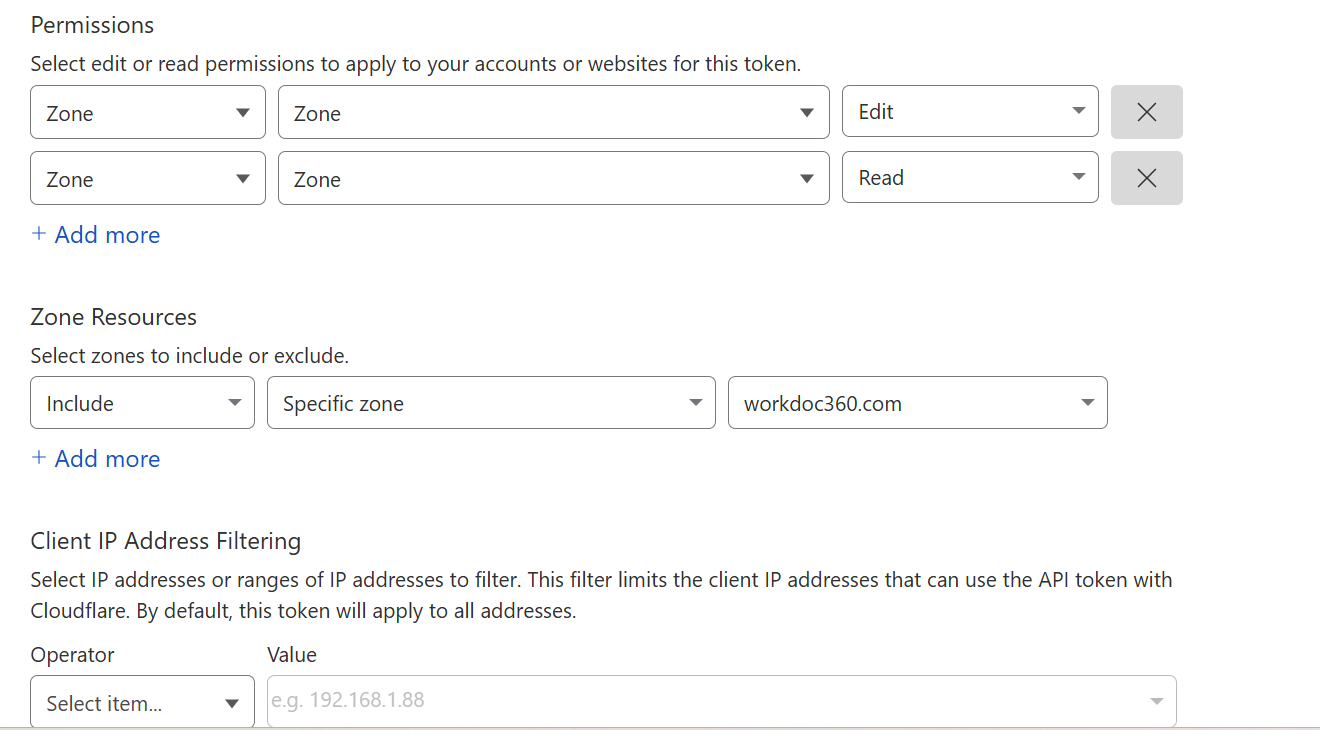 Permissions
Select edit or read permissions to apply to your accounts or websites for this token.
Zone Zone Edit
Zone Zone Read
+ Add more
Zone Resources
Select zones to include or exclude.
Include Specific zone workdoc360.com
+ Add more
Client IP Address Filtering
Select IP addresses or ranges of IP addresses to filter. This filter limits the client IP addresses that can use the API token with
Cloudflare. By default, this token will apply to all addresses.
Operator Value
Select item... e.g. 192.168.1.88